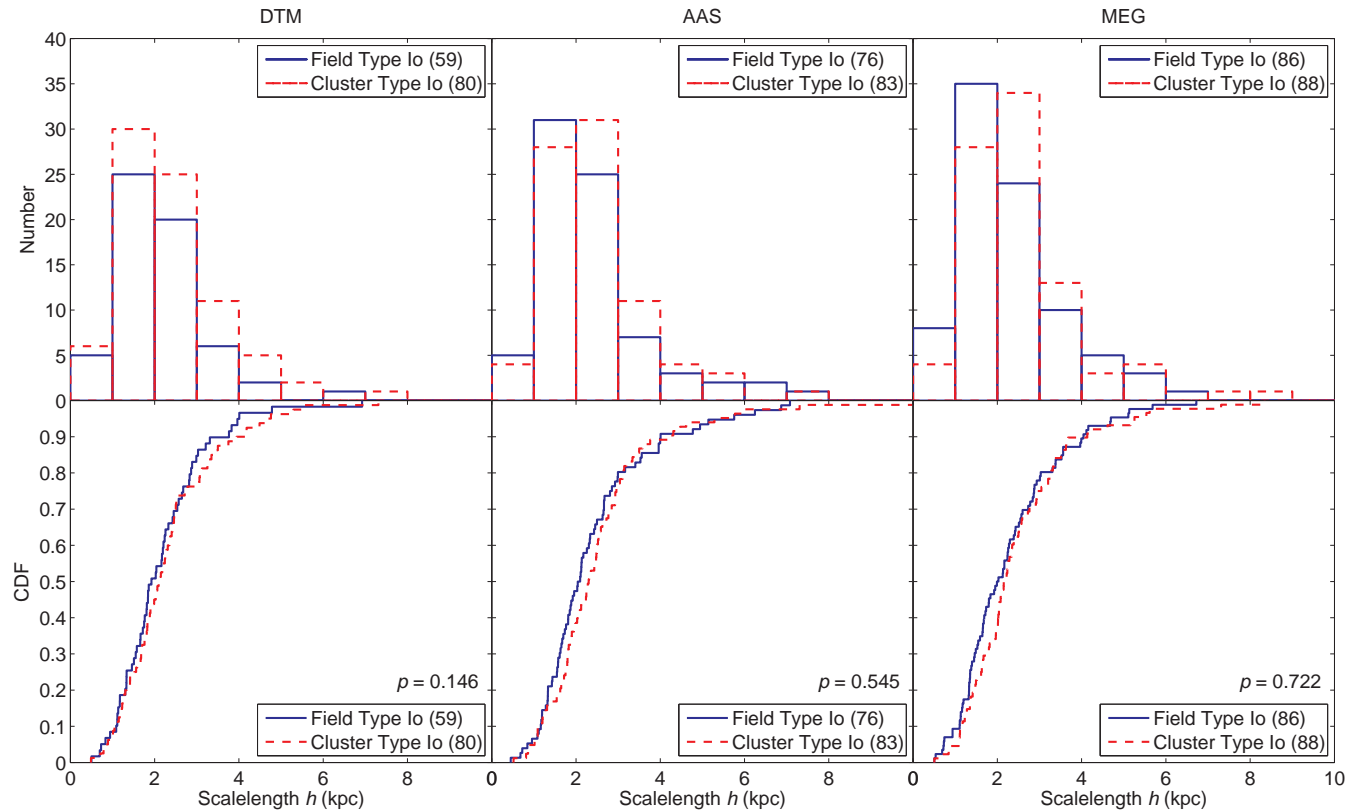 DTM AAS MEG
Number
40
35
30
25
20
15
10
5
0
Field Type Io (59)
Cluster Type Io (80)
Field Type Io (76)
Cluster Type Io (83)
Field Type Io (86)
Cluster Type Io (88)
CDF
0.9
0.8
0.7
0.6
0.5
0.4
0.3
0.2
0.1
0
p = 0.146
Field Type Io (59)
Cluster Type Io (80)
p = 0.545
Field Type Io (76)
Cluster Type Io (83)
p = 0.722
Field Type Io (86)
Cluster Type Io (88)
0 2 4 6 8
0 2 4 6 8
0 2 4 6 8 10
Scalelength h (kpc)
Scalelength h (kpc)
Scalelength h (kpc)